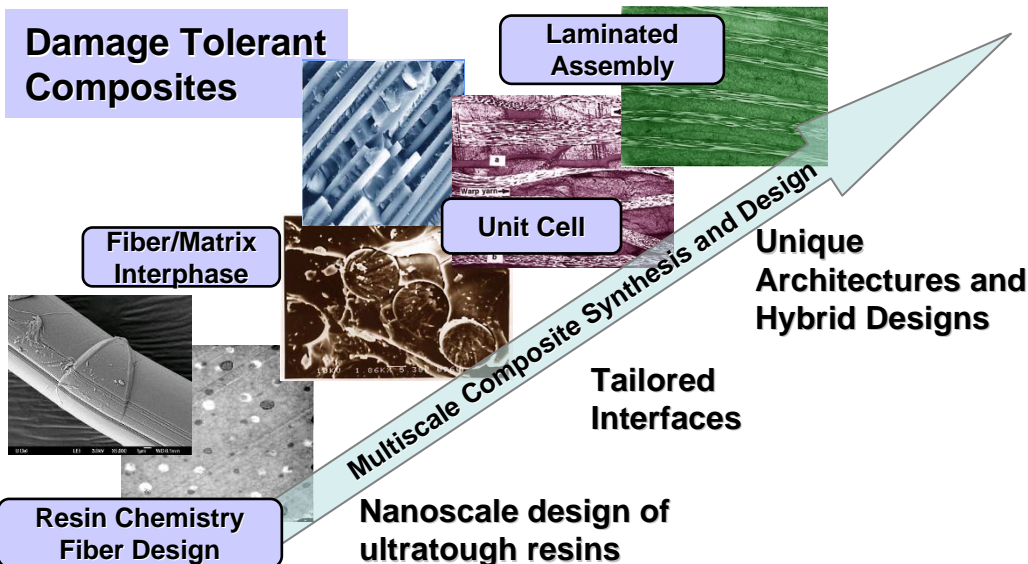 Damage Tolerant
Composites
Laminated
Assembly
a
Warp yarn
Unit Cell
b
Fiber/Matrix
Interphase
Multiscale Composite Synthesis and Design
Unique
Architectures and
Hybrid Designs
Tailored
Interfaces
Resin Chemistry
Fiber Design
Nanoscale design of
ultratough resins